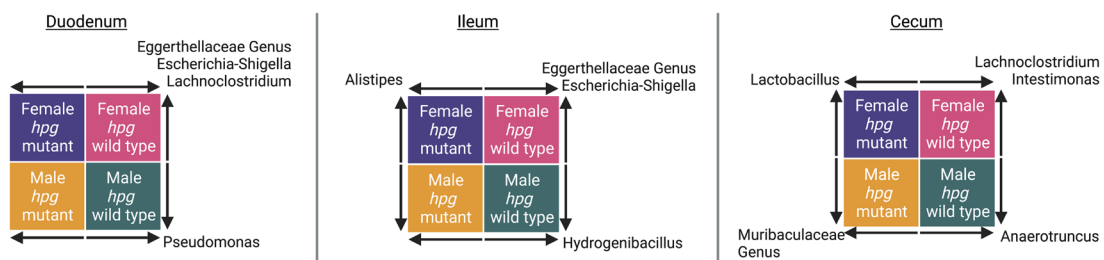 Duodenum
Eggerthellaceae Genus
Escherichia-Shigella
Lachnoclostridium
Female
hpg
mutant
Female
hpg
wild type
Male
hpg
mutant
Male
hpg
wild type
Pseudomonas
Ileum
Alistipes
Eggerthellaceae Genus
Escherichia-Shigella
Female
hpg
mutant
Female
hpg
wild type
Male
hpg
mutant
Male
hpg
wild type
Hydrogenibacillus
Cecum
Lactobacillus
Lachnoclostridium
Intestimonas
Female
hpg
mutant
Female
hpg
wild type
Male
hpg
mutant
Male
hpg
wild type
Muribaculaceae
Genus
Anaerotruncus